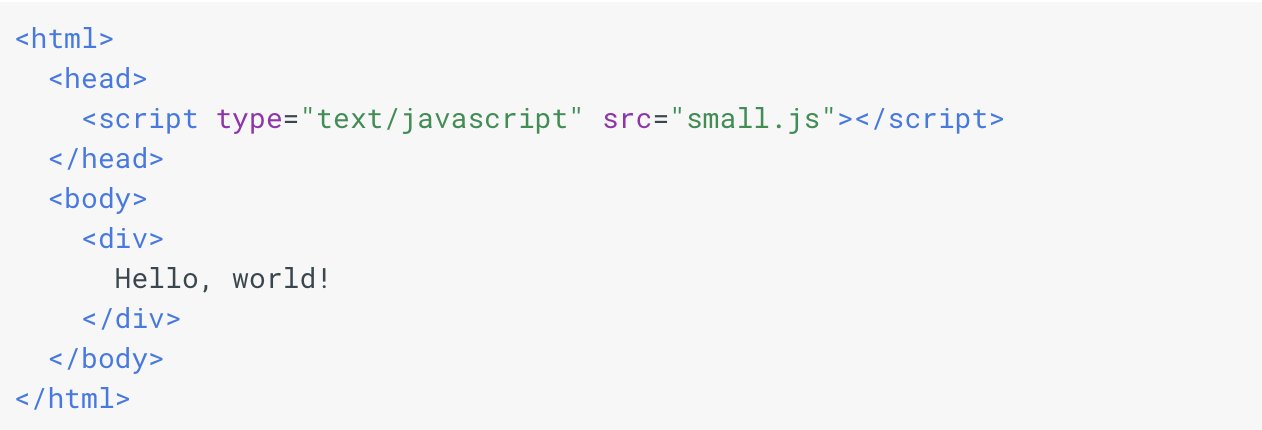 <html>
  <head>
    <script type="text/javascript" src="small.js"></script>
  </head>
  <body>
    <div>
      Hello, world!
    </div>
  </body>
</html>